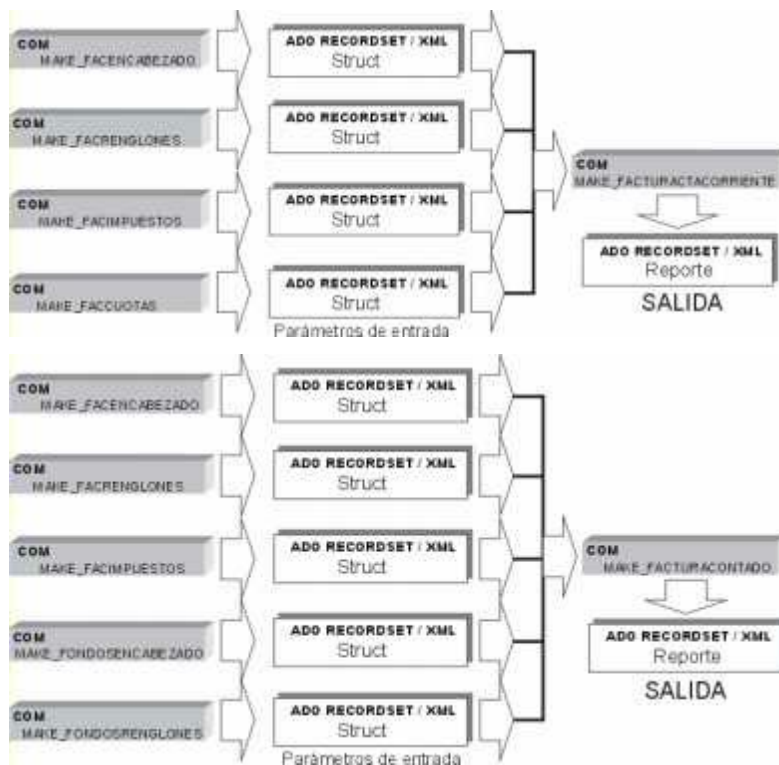 COM
MAKE_FACENCABEZADO
ADO RECORDSET / XML
Struct
COM
MAKE_FACRENGLONES
ADO RECORDSET / XML
Struct
COM
MAKE_FACTURACTACORRIENTE
COM
MAKE_FACIMPUESTOS
ADO RECORDSET / XML
Struct
ADO RECORDSET / XML
Reporte
SALIDA
COM
MAKE_FACCUOTAS
ADO RECORDSET / XML
Struct
Parámetros de entrada
COM
MAKE_FACENCABEZADO
ADO RECORDSET / XML
Struct
COM
MAKE_FACRENGLONES
ADO RECORDSET / XML
Struct
COM
MAKE_FACIMPUESTOS
ADO RECORDSET / XML
Struct
COM
MAKE_FACTURACONTADO
COM
MAKE_FONDOSENCABEZADO
ADO RECORDSET / XML
Struct
ADO RECORDSET / XML
Reporte
SALIDA
COM
MAKE_FONDOSRENGLONES
ADO RECORDSET / XML
Struct
Parámetros de entrada